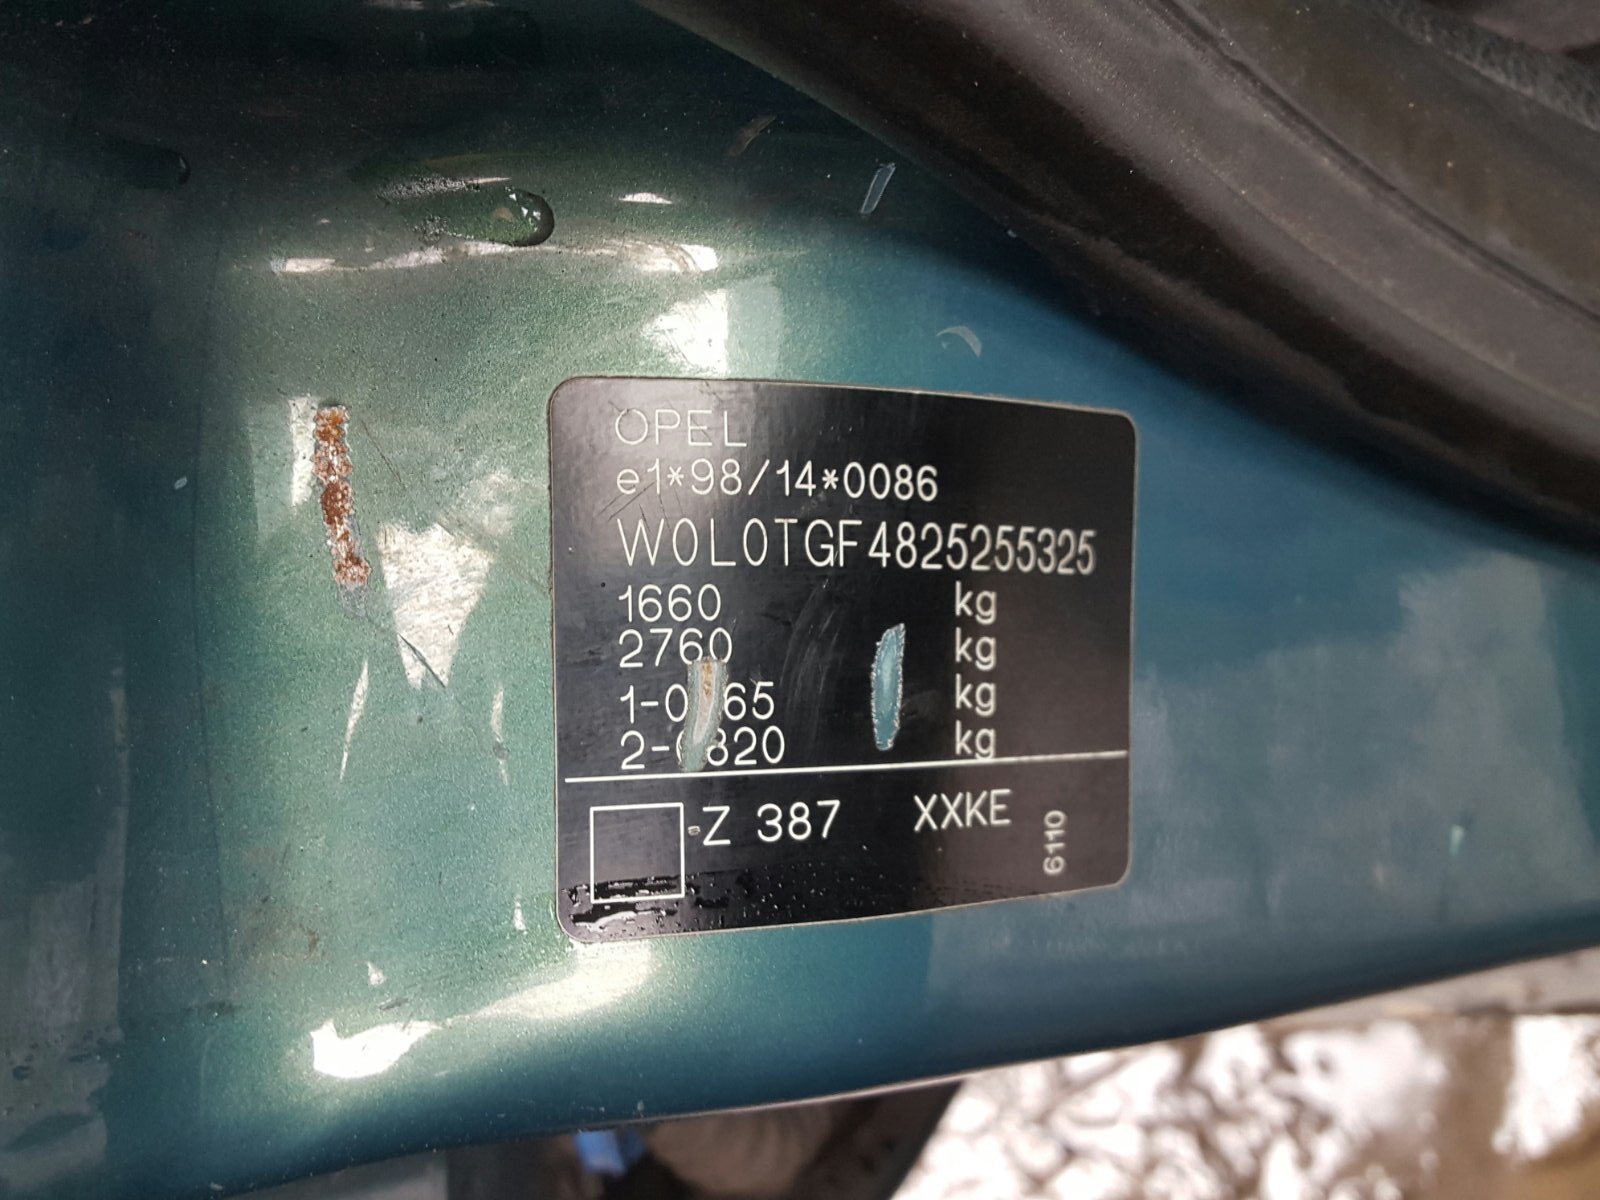 OPEL
e1*98/14*0086
W0L0TGF4825255325
1660 kg
2760 kg
kg
kg
Z 387 XXKE
6110